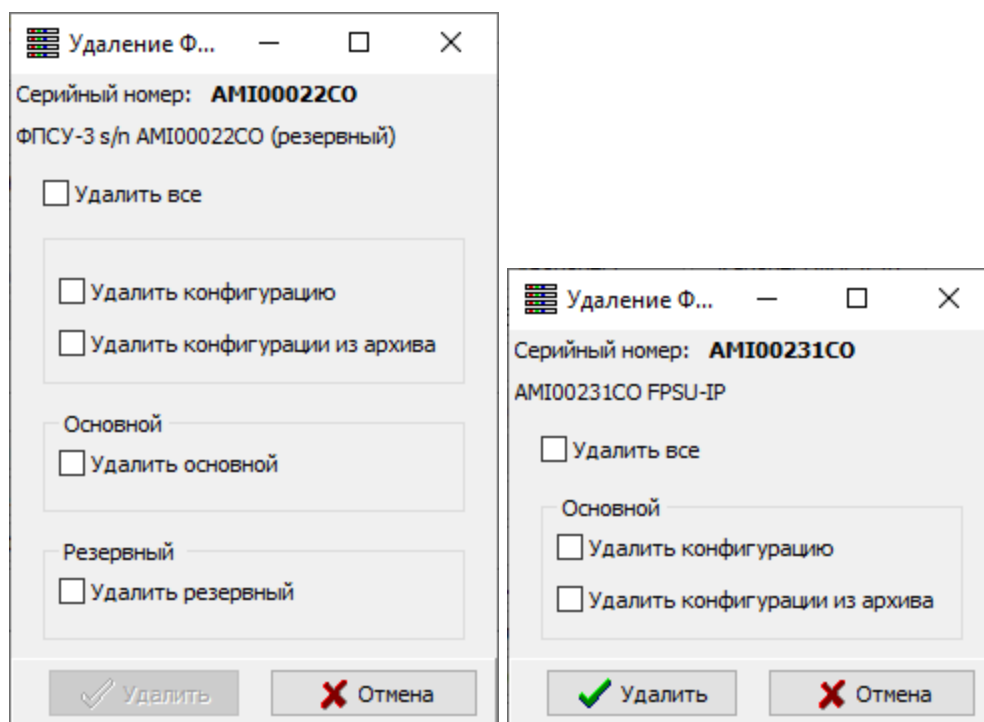 Удаление Ф...
Серийный номер: AMI00022CO
ФПСУ-3 s/n AMI00022CO (резервный)
Удалить все
Удалить конфигурацию
Удалить конфигурации из архива
Основной
Удалить основной
Резервный
Удалить резервный
Удалить
Отмена
Удаление Ф...
Серийный номер: AMI00231CO
AMI00231CO FPSU-IP
Удалить все
Основной
Удалить конфигурацию
Удалить конфигурации из архива
Удалить
Отмена